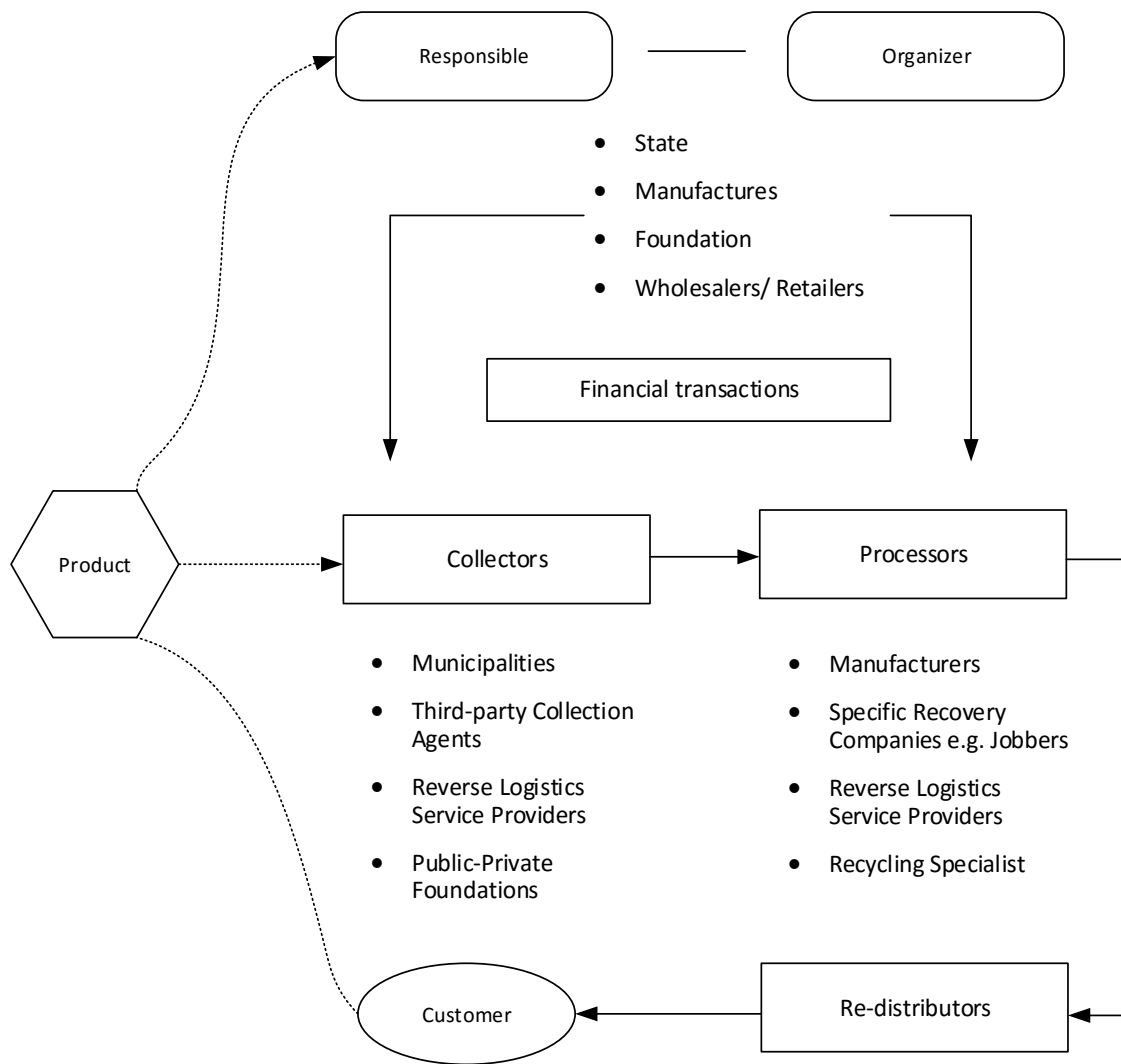 Responsible
Organizer
State
Manufactures
Foundation
Wholesalers/ Retailers
Financial transactions
Product
Collectors
Processors
Municipalities
Third-party Collection
Agents
Reverse Logistics
Service Providers
Public-Private
Foundations
Manufacturers
Specific Recovery
Companies e.g. Jobbers
Reverse Logistics
Service Providers
Recycling Specialist
Customer
Re-distributors